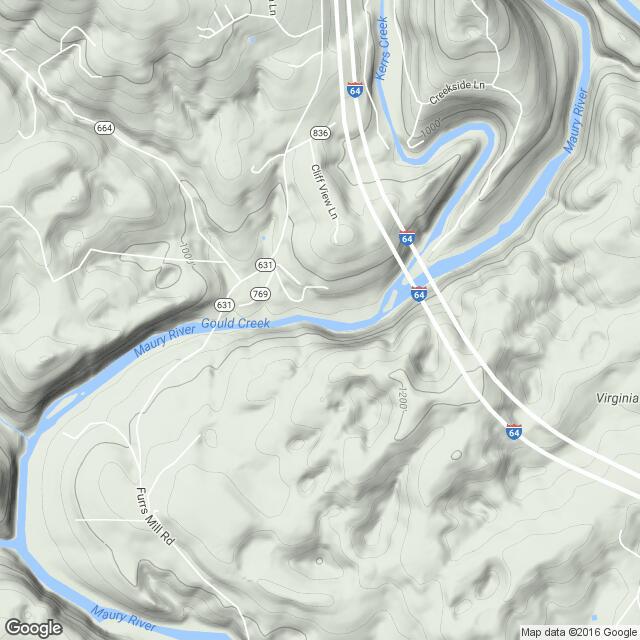 Ln
Kerrs Creek
64
Creekside Ln
664
836
1000'
Maury River
Cliff View Ln
64
631
769
64
631
Maury River
Gould Creek
1200'
Virginia
64
Furrs Mill Rd
Maury River
Google
Map data ©2016 Google